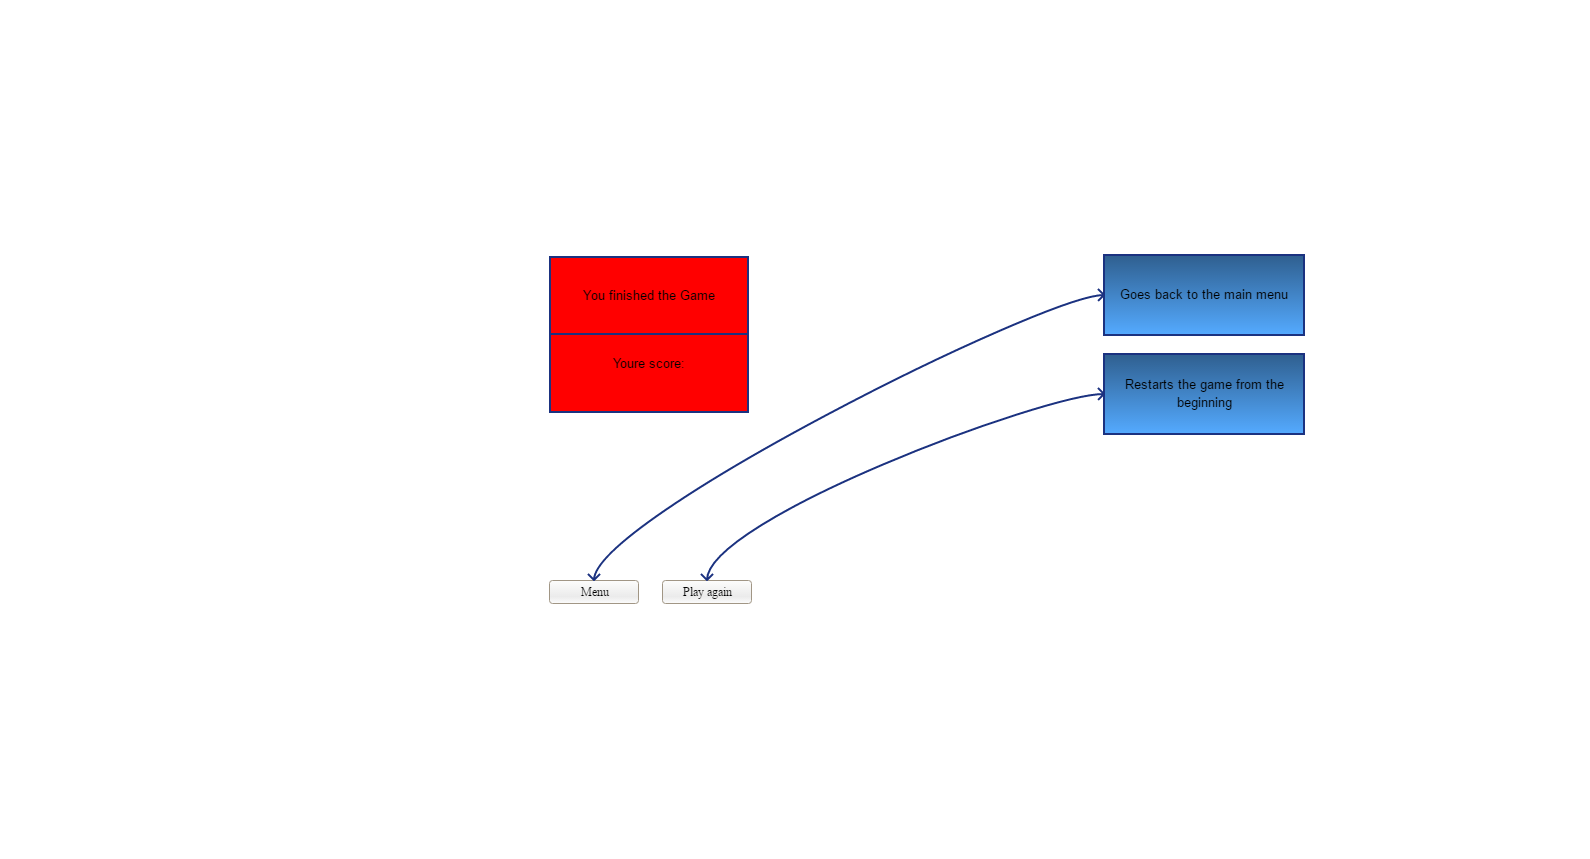 You finished the Game
Youre score:
Goes back to the main menu
Restarts the game from the
beginning
Menu
Play again